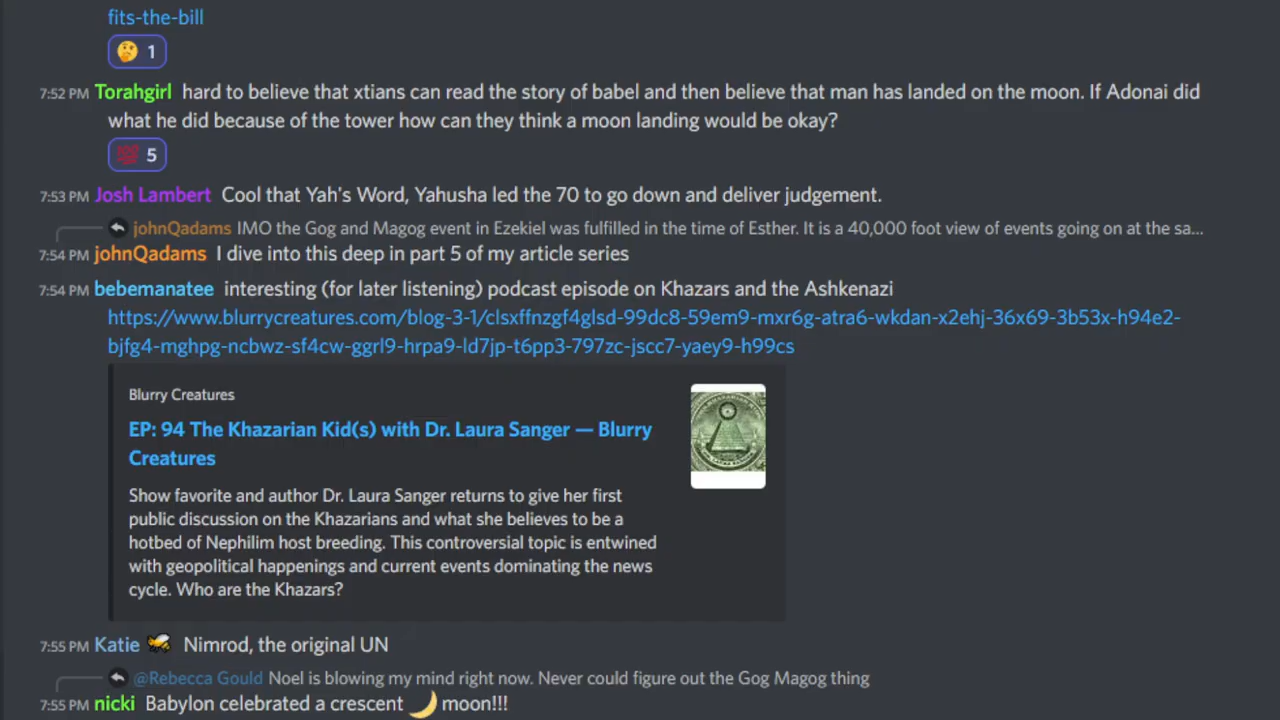 fits-the-bill
1
7:52 PM Torahgirl hard to believe that xtians can read the story of babel and then believe that man has landed on the moon. If Adonai did
what he did because of the tower how can they think a moon landing would be okay?
5
7:53 PM Josh Lambert Cool that Yah's Word, Yahusha led the 70 to go down and deliver judgement.
johnQadams IMO the Gog and Magog event in Ezekiel was fulfilled in the time of Esther. It is a 40,000 foot view of events going on at the sa...
7:54 PM johnQadams I dive into this deep in part 5 of my article series
7:54 PM bebemanatee interesting (for later listening) podcast episode on Khazars and the Ashkenazi
https://www.blurrycreatures.com/blog-3-1/clsxffnzgf4glsd-99dc8-59em9-mxr6g-atra6-wkdan-x2ehj-36x69-3b53x-h94e2-
bjfg4-mghpg-ncbwz-sf4cw-ggrl9-hrpa9-ld7jp-t6pp3-797zc-jscc7-yaey9-h99cs
Blurry Creatures
EP: 94 The Khazarian Kid(s) with Dr. Laura Sanger — Blurry
Creatures
Show favorite and author Dr. Laura Sanger returns to give her first
public discussion on the Khazarians and what she believes to be a
hotbed of Nephilim host breeding. This controversial topic is entwined
with geopolitical happenings and current events dominating the news
cycle. Who are the Khazars?
7:55 PM Katie Nimrod, the original UN
@Rebecca Gould Noel is blowing my mind right now. Never could figure out the Gog Magog thing
7:55 PM nicki Babylon celebrated a crescent 🌙 moon!!!